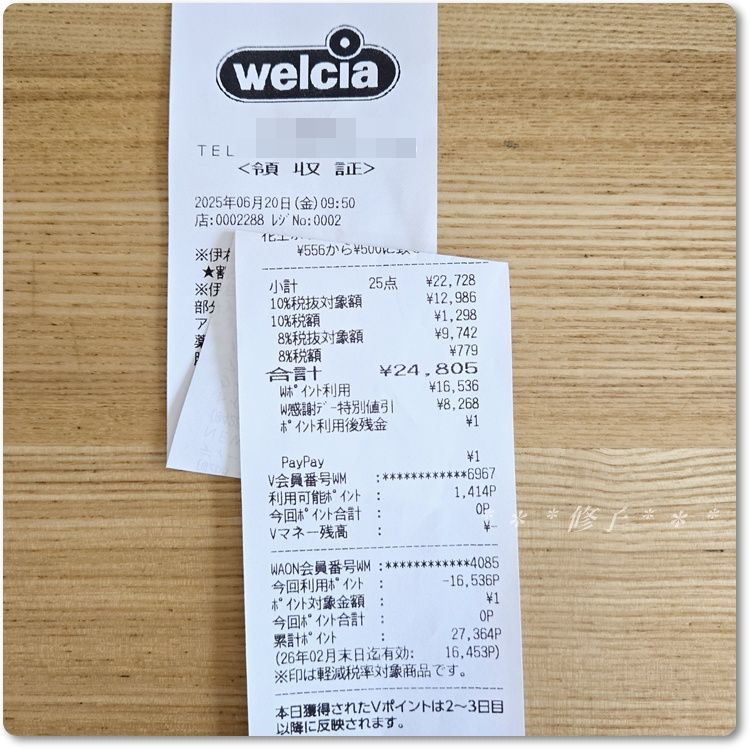 welcia
TEL
<領収証>
2025年06月20日(金)09:50
店:0002288 ﾚｼﾞNo:0002
※伊
★割
※伊
部
ア
薬
¥556から¥500に
小計 25点 ¥22,728
10%税抜対象額 ¥12,986
10%税額 ¥1,298
8%税抜対象額 ¥9,742
8%税額 ¥779
合計 ¥24,805
Wﾎﾟｲﾝﾄ利用 ¥16,536
W感謝ﾃﾞｰ特別値引 ¥8,268
ﾎﾟｲﾝﾄ利用後残金 ¥1
PayPay ¥1
V会員番号WM :************6967
利用可能ﾎﾟｲﾝﾄ : 1,414P
今回ﾎﾟｲﾝﾄ合計 : 0P
Vマネー残高 : ¥-
WAON会員番号WM :************4085
今回利用ﾎﾟｲﾝﾄ : -16,536P
ﾎﾟｲﾝﾄ対象金額 : ¥1
今回ﾎﾟｲﾝﾄ合計 : 0P
累計ﾎﾟｲﾝﾄ : 27,364P
(26年02月末日迄有効: 16,453P)
※印は軽減税率対象商品です。
本日獲得されたVポイントは2~3日目
以降に反映されます。
***修了***